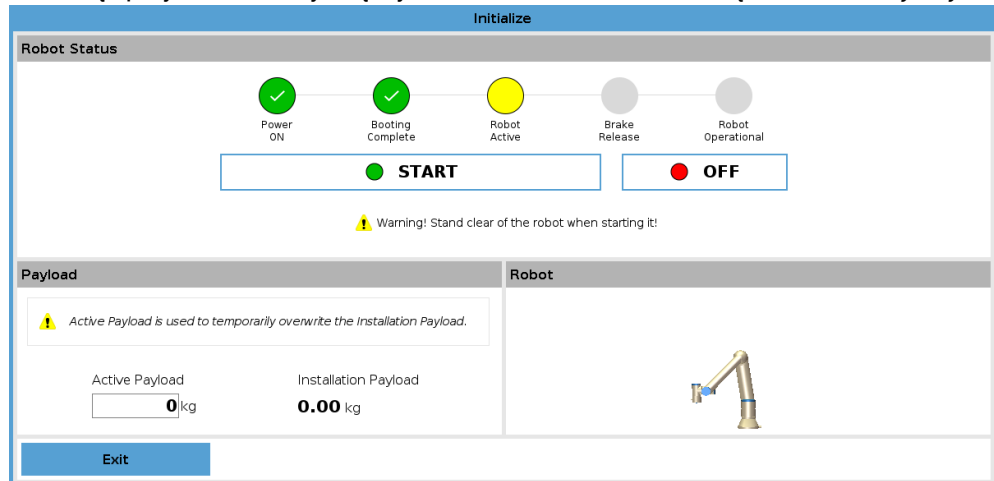 Initialize
Robot Status
Power
ON
Booting
Complete
Robot
Active
Brake
Release
Robot
Operational
START
OFF
Warning! Stand clear of the robot when starting it!
Payload
Robot
Active Payload is used to temporarily overwrite the Installation Payload.
Active Payload
Installation Payload
0 kg
0.00 kg
Exit